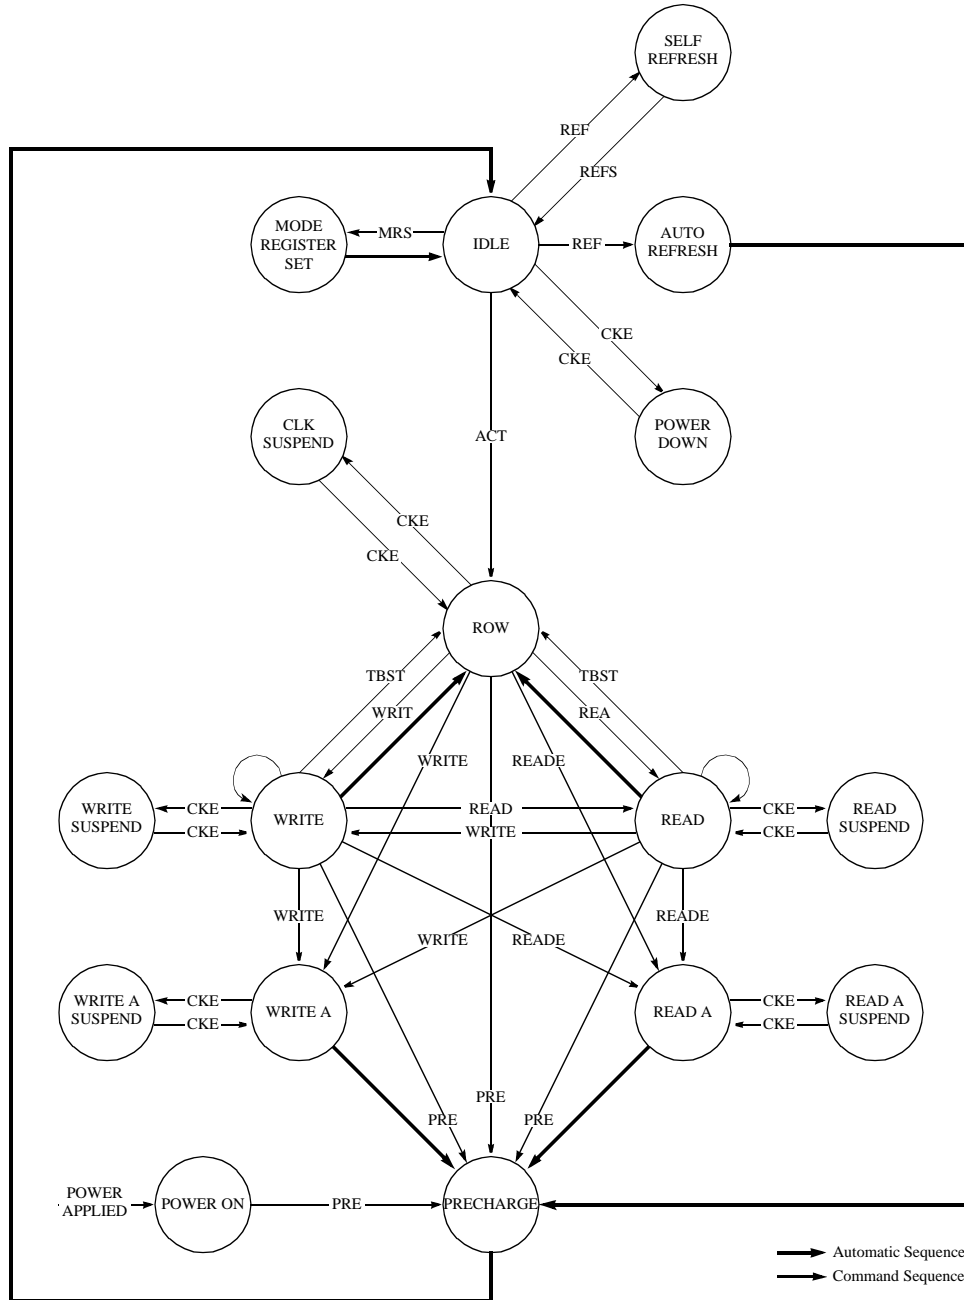 SELF
REFRESH
REF
REFS
MODE
REGISTER
SET
MRS
IDLE
REF
AUTO
REFRESH
CKE
CKE
CLK
SUSPEND
ACT
POWER
DOWN
CKE
CKE
ROW
TBST
TBST
WRIT
REA
WRITE
READE
WRITE
SUSPEND
CKE
CKE
WRITE
READ
WRITE
READ
CKE
CKE
READ
SUSPEND
WRITE
READE
WRITE
READE
WRITE A
SUSPEND
CKE
CKE
WRITE A
READ A
CKE
CKE
READ A
SUSPEND
PRE
PRE
PRE
POWER
APPLIED
POWER ON
PRE
PRECHARGE
Automatic Sequence
Command Sequence